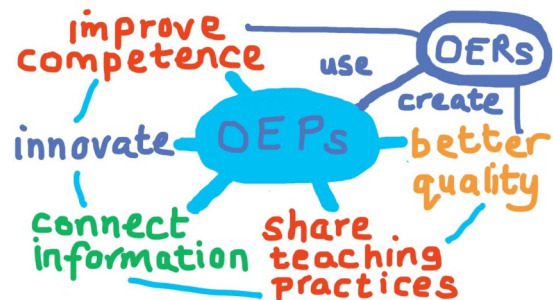 improve
competence
OERs
use
create
OEPs
innovate
better
quality
connect
information
share
teaching
practices